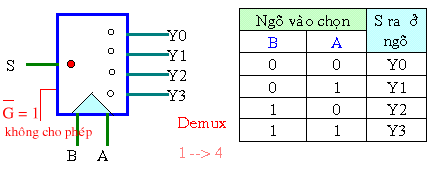 Y0
Y1
Y2
Y3
S
G = 1
không cho phép
B A
Demux
1 --> 4
Ngõ vào chọn
S ra ở ngõ
B A
0 0 Y0
0 1 Y1
1 0 Y2
1 1 Y3